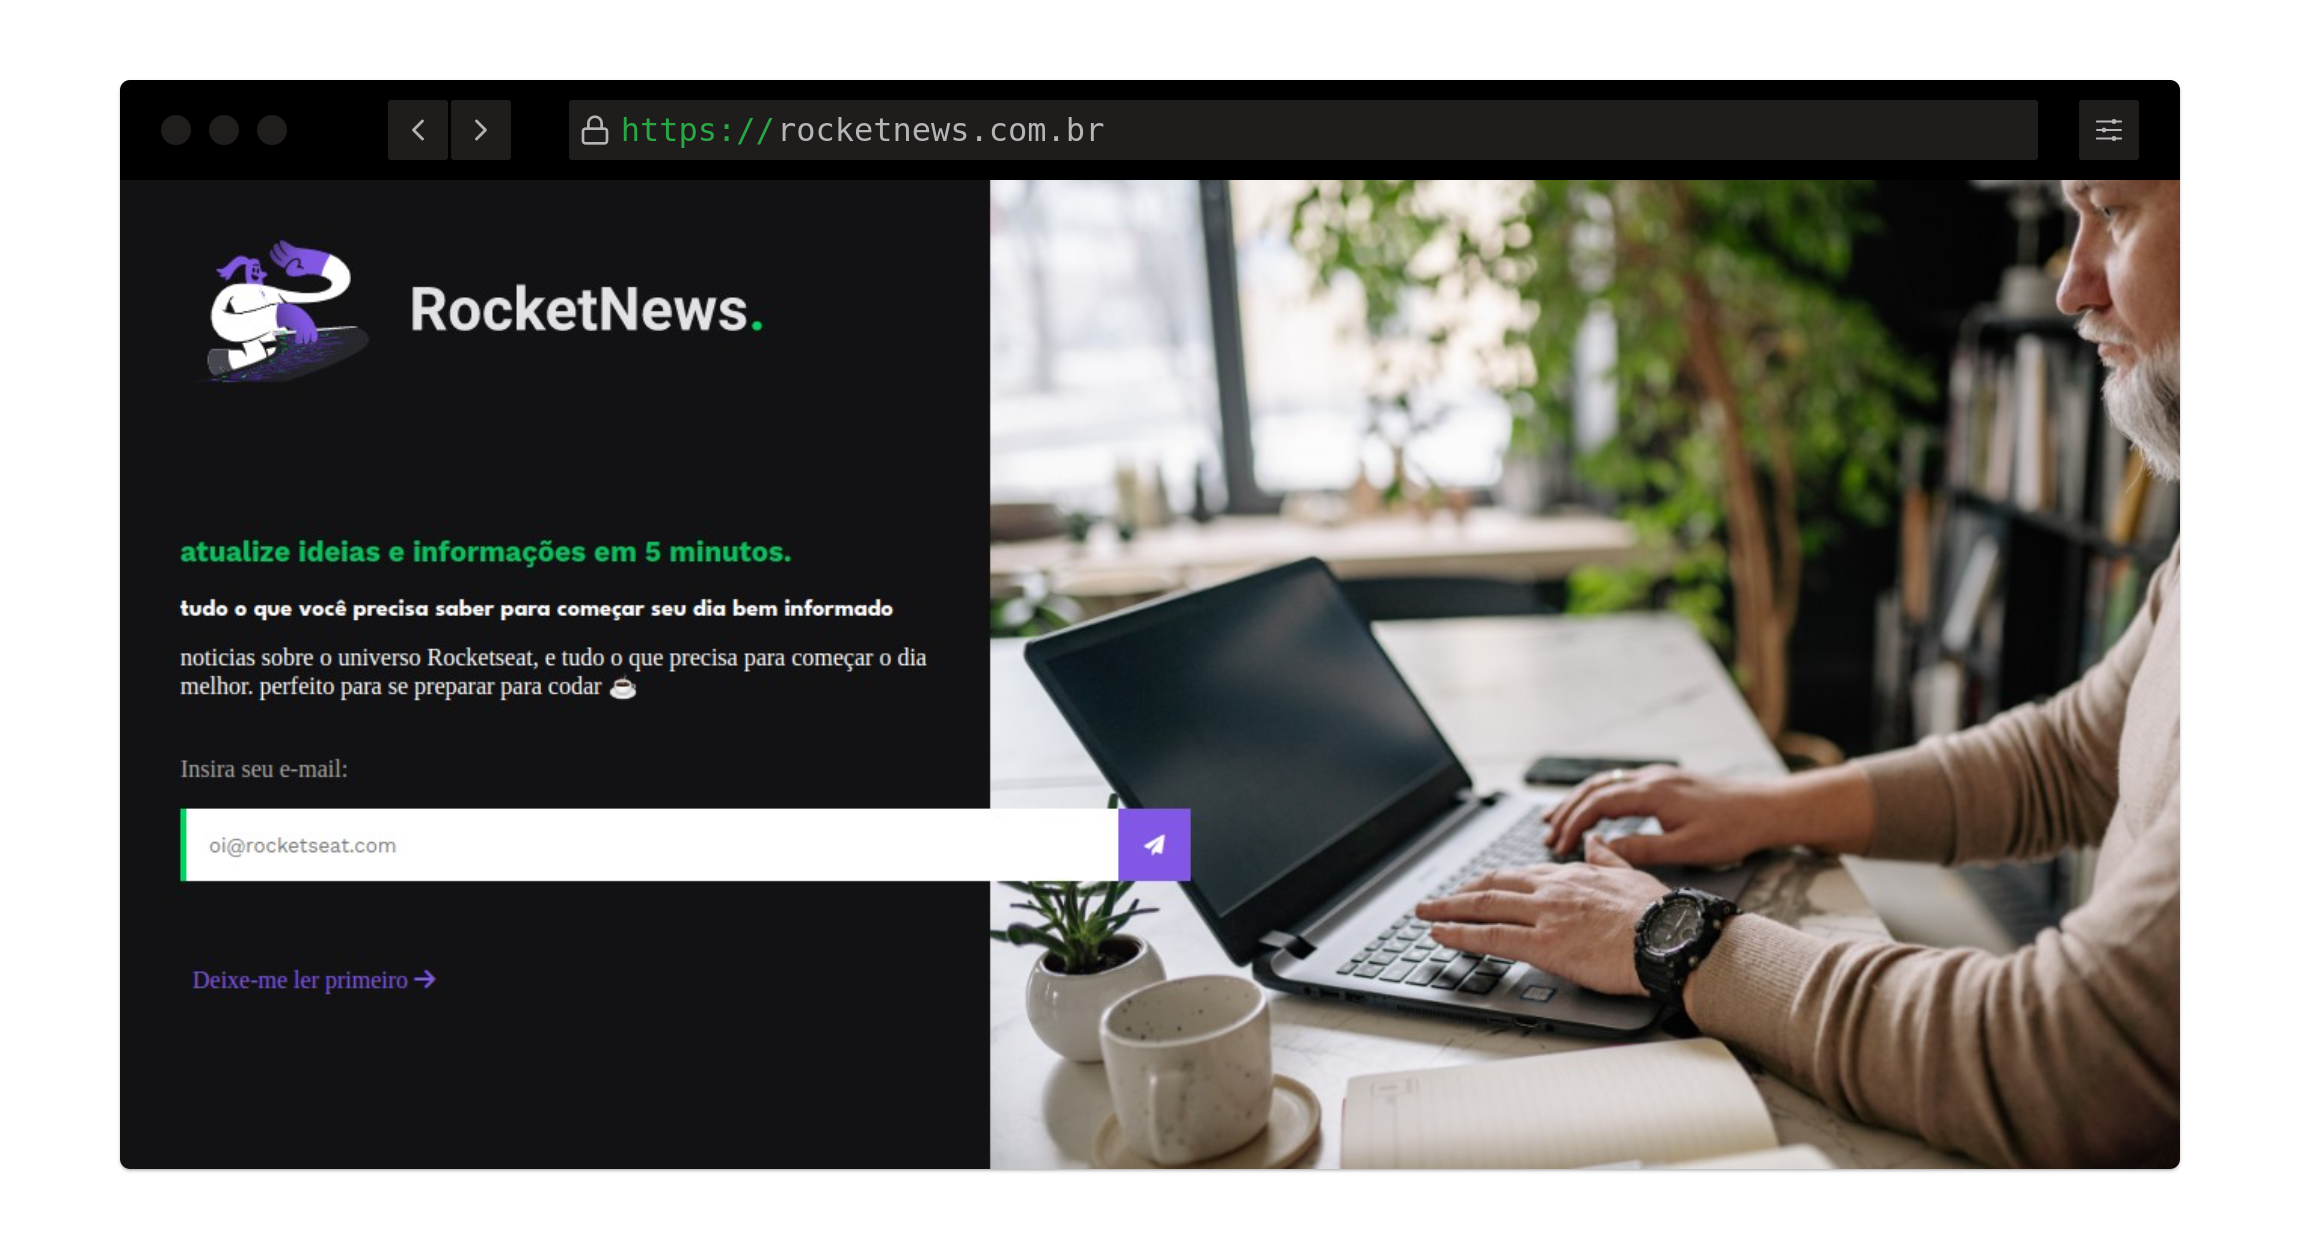 https://rocketnews.com.br
RocketNews.
atualize ideias e informações em 5 minutos.
tudo o que você precisa saber para começar seu dia bem informado
noticias sobre o universo Rocketseat, e tudo o que precisa para começar o dia
melhor. perfeito para se preparar para codar ☕
Insira seu e-mail:
oi@rocketseat.com
Deixe-me ler primeiro →